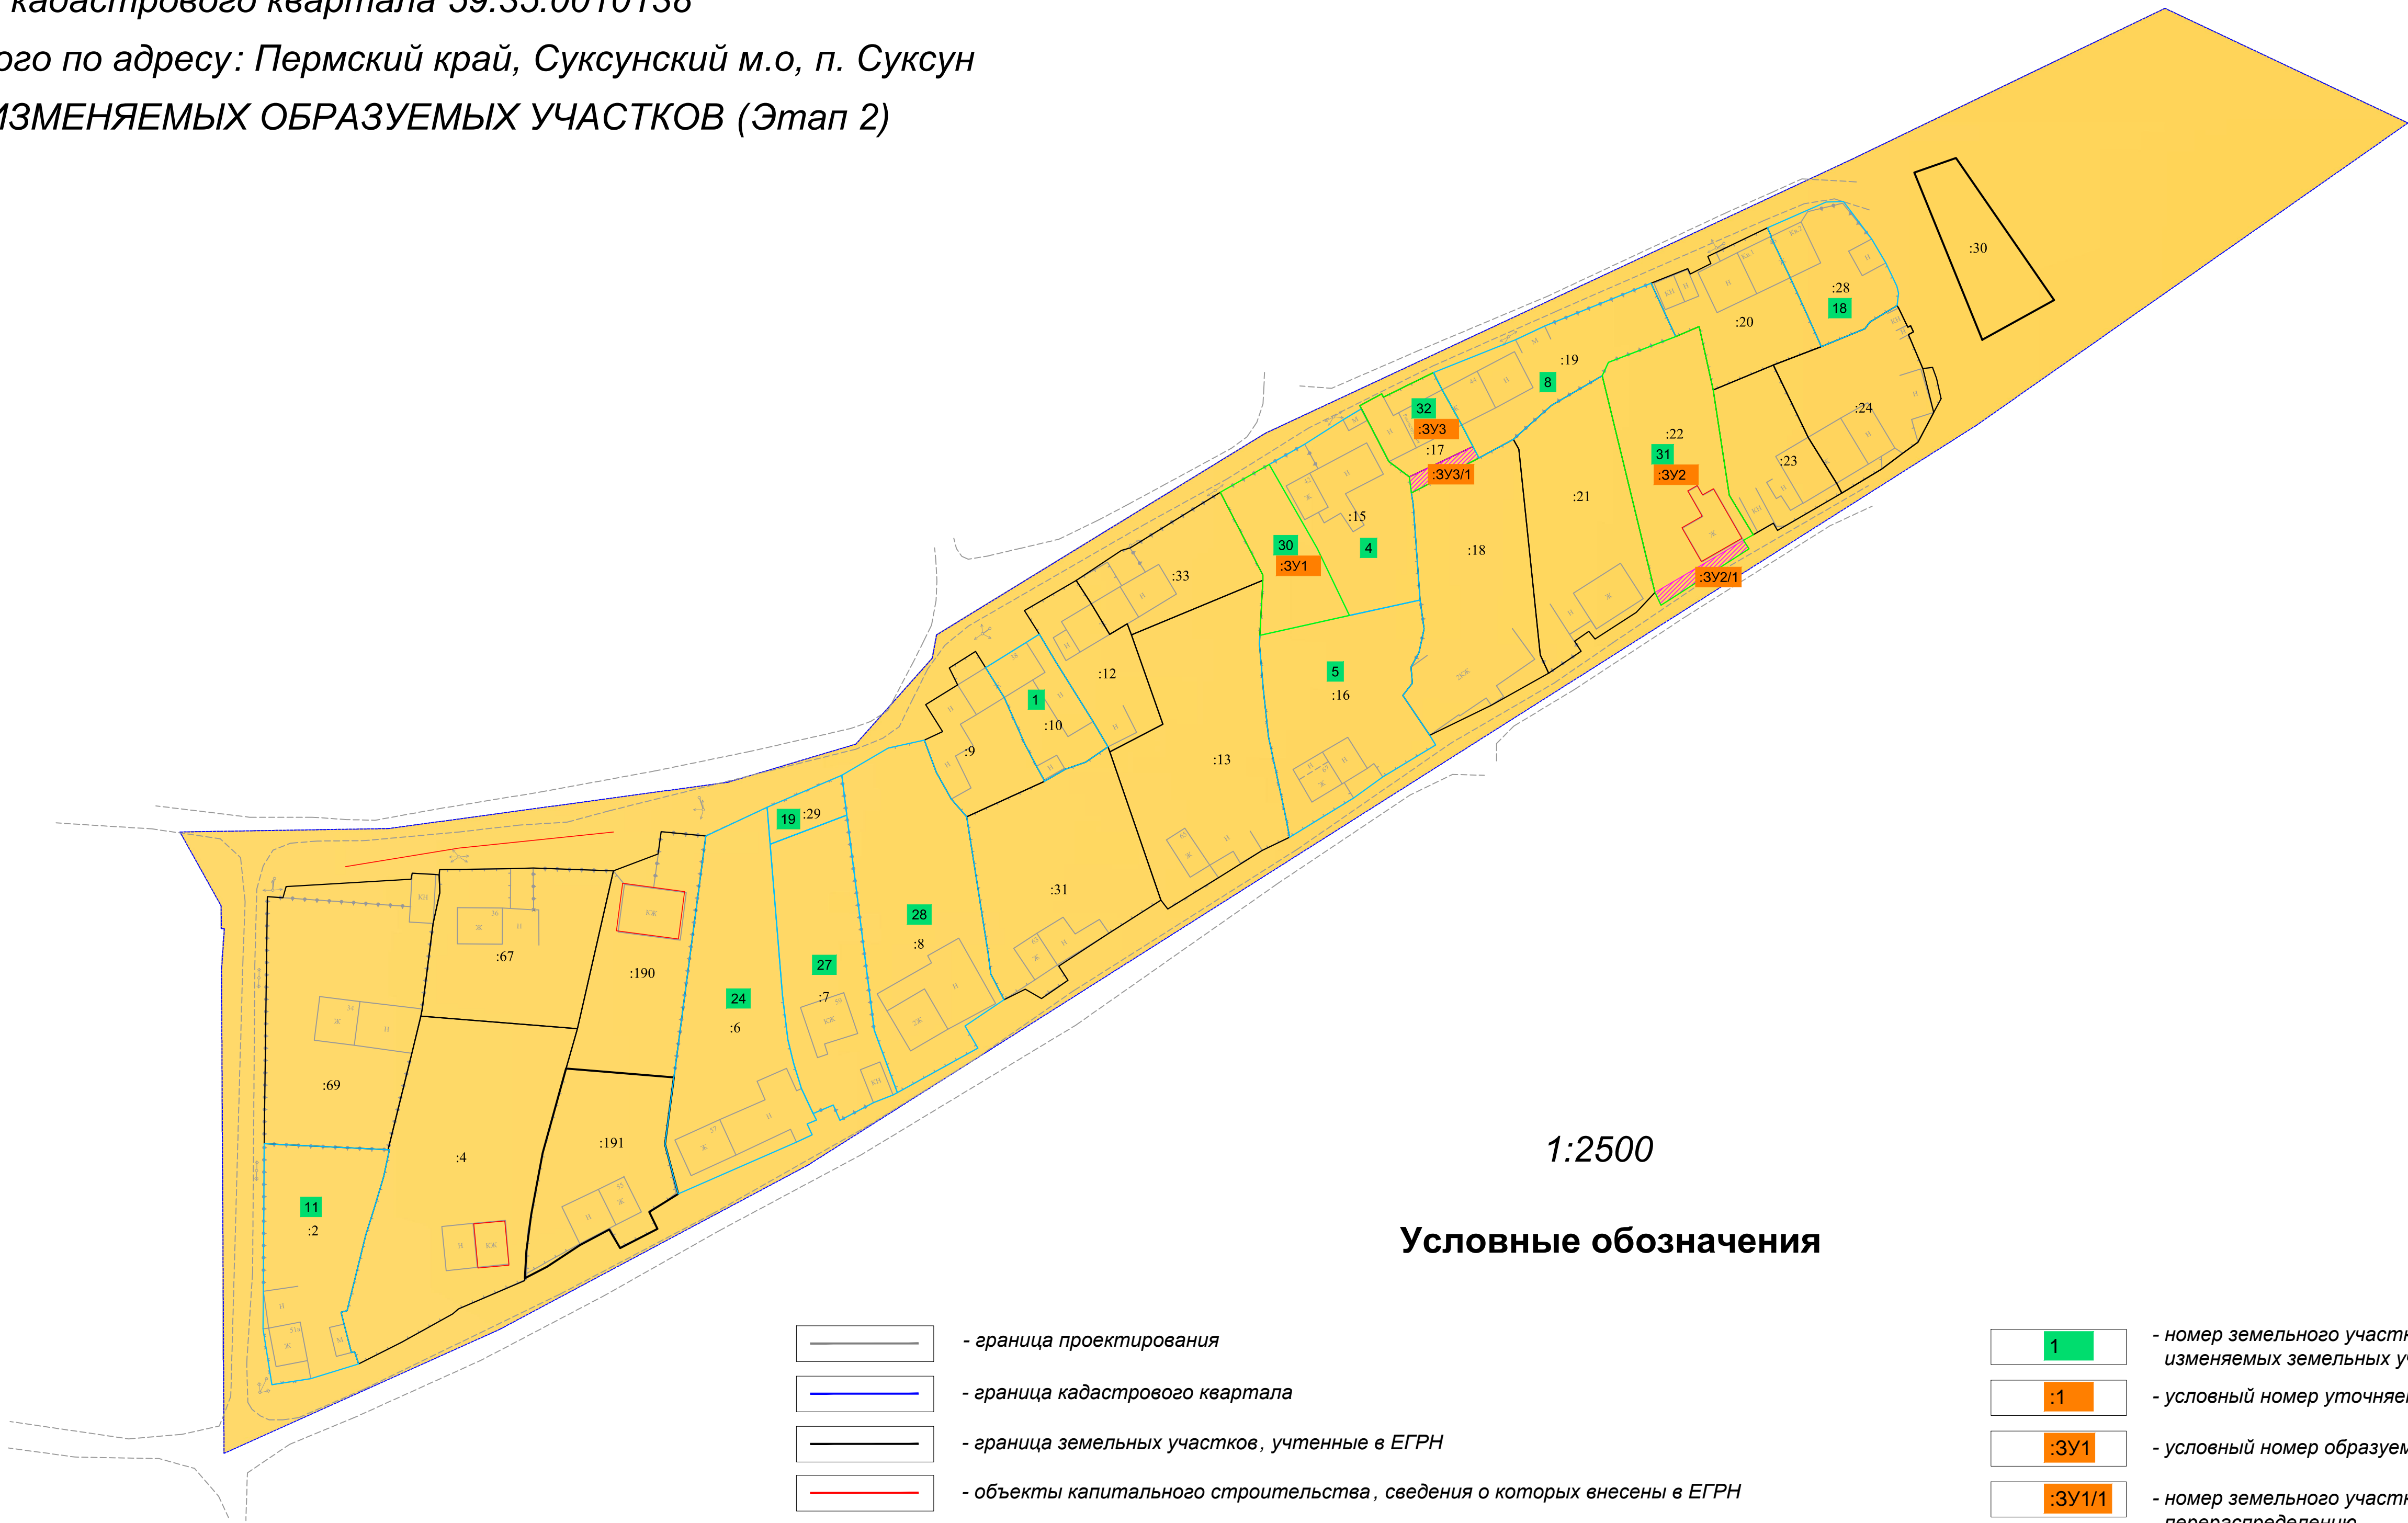 кадастрового квартала 59:35:0010138
ого по адресу: Пермский край, Суксунский м.о, п. Суксун
ИЗМЕНЯЕМЫХ ОБРАЗУЕМЫХ УЧАСТКОВ (Этап 2)
:30
:28
18
:20
:19
8
:24
32
:ЗУ3
:17
:ЗУ3/1
:22
31
:ЗУ2
:23
:21
:15
30
4
:ЗУ1
:18
:ЗУ2/1
:33
5
:16
:12
1
:10
:9
:13
19
:29
:31
28
:8
:67
27
:7
:190
24
:6
:69
:191
:4
11
:2
1:2500
Условные обозначения
- граница проектирования
- граница кадастрового квартала
- граница земельных участков, учтенные в ЕГРН
- объекты капитального строительства, сведения о которых внесены в ЕГРН
1
- номер земельного участк
изменяемых земельных у
:1
- условный номер уточняе
:ЗУ1
- условный номер образуе
:ЗУ1/1
- номер земельного участк
перераспределению